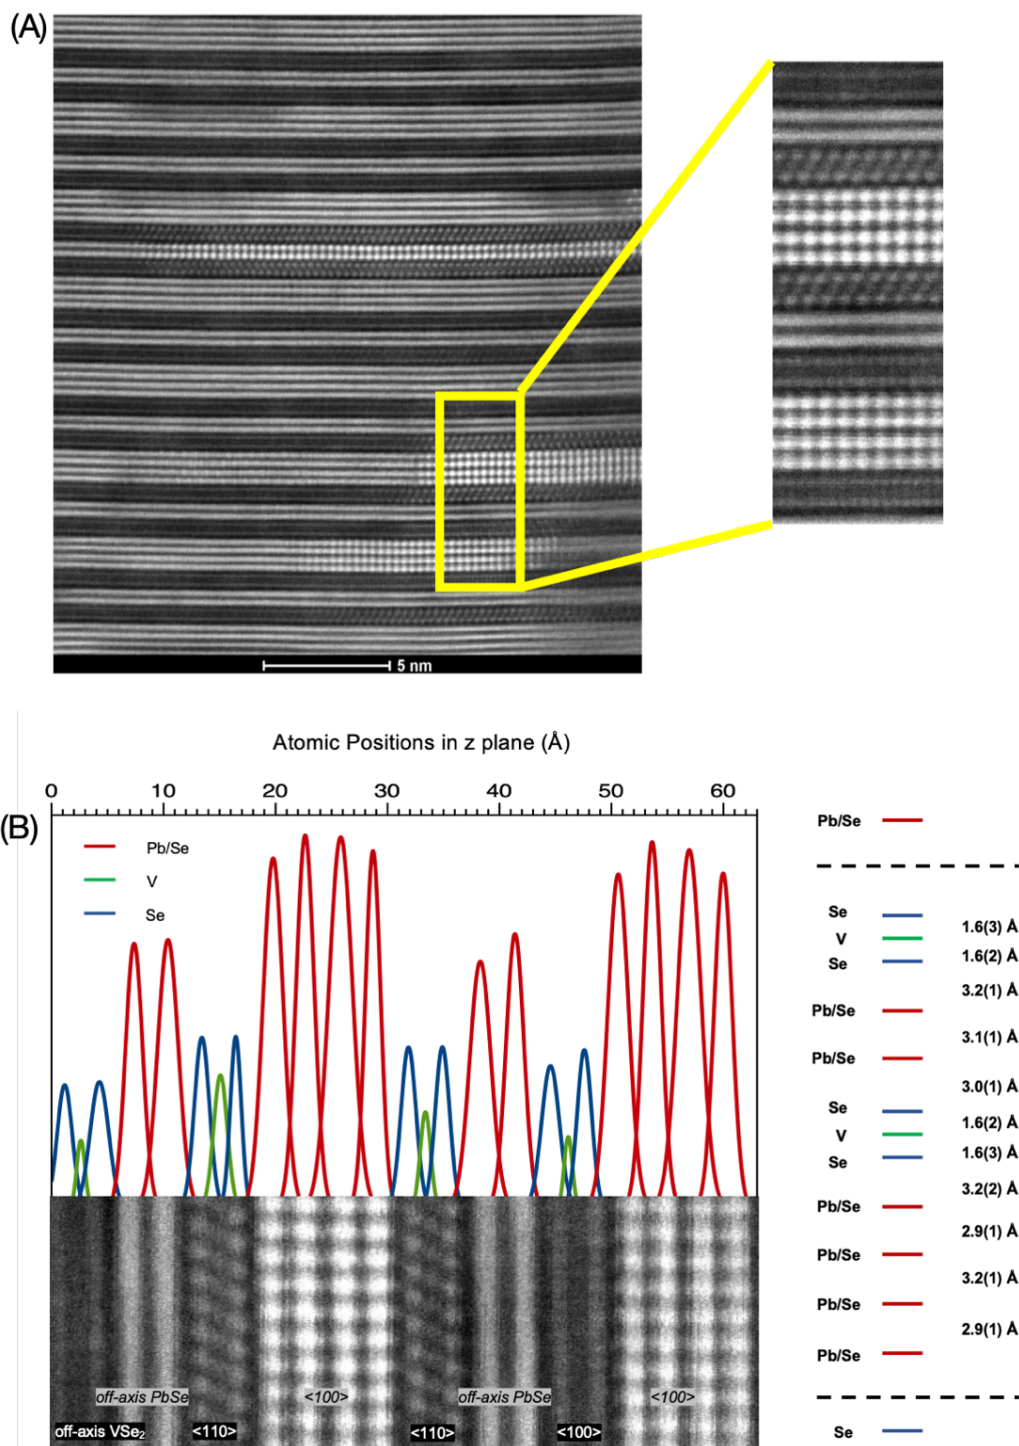 (A)
5 nm
Atomic Positions in z plane (Å)
0 10 20 30 40 50 60
(B)
Pb/Se
V
Se
off-axis PbSe
<100>
off-axis PbSe
<100>
off-axis VSe₂
<110>
<110>
<100>
Pb/Se
Se
1.6(3) Å
V
1.6(2) Å
Se
3.2(1) Å
Pb/Se
3.1(1) Å
Pb/Se
3.0(1) Å
Se
1.6(2) Å
V
1.6(3) Å
Se
3.2(2) Å
Pb/Se
2.9(1) Å
Pb/Se
3.2(1) Å
Pb/Se
2.9(1) Å
Pb/Se
Se